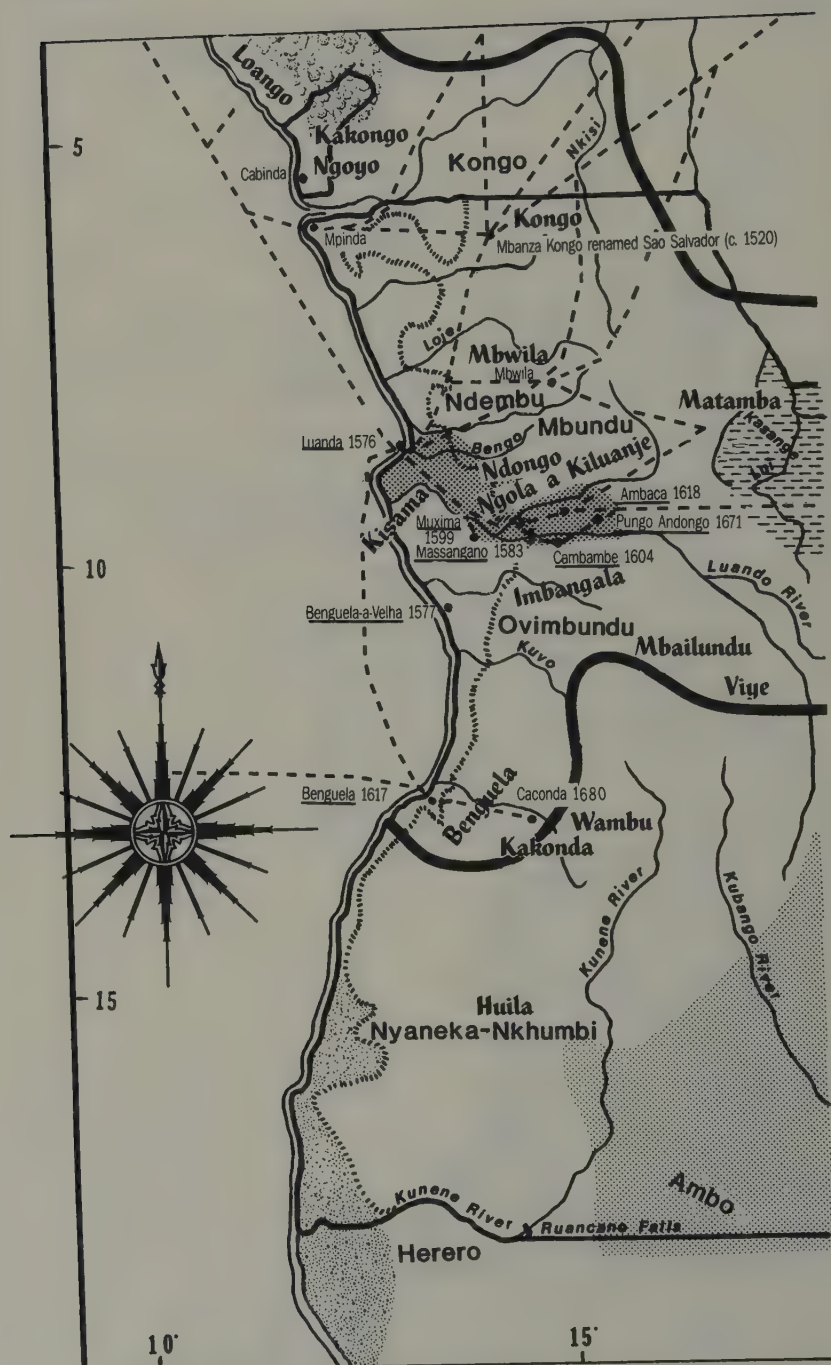 Loango
5
Kakongo
Ngoyo
Cabinda
Kongo
Nkisi
Kongo
Mpinda
Mbanza Kongo renamed Sao Salvador (c. 1520)
Loje
Mbwila
Mbwila
Ndembu
Matamba
Kasange
Luanda 1576
Bengo
Mbundu
Lui
Ndongo
Ngola a Kiluanje
Kisama
Ambaca 1618
Muxima
1599
Pungo Andongo 1671
Massangano 1583
Cambambe 1604
10
Luando River
Imbangala
Benguela-a-Velha 1577
Ovimbundu
Kuvo
Mbailundu
Viye
Benguela 1617
Benguela
Caconda 1680
Wambu
Kakonda
Kunene River
Kubango River
15
Huila
Nyaneka-Nkhumbi
Ambo
Kunene River
Ruancano Falls
Herero
10°
15°